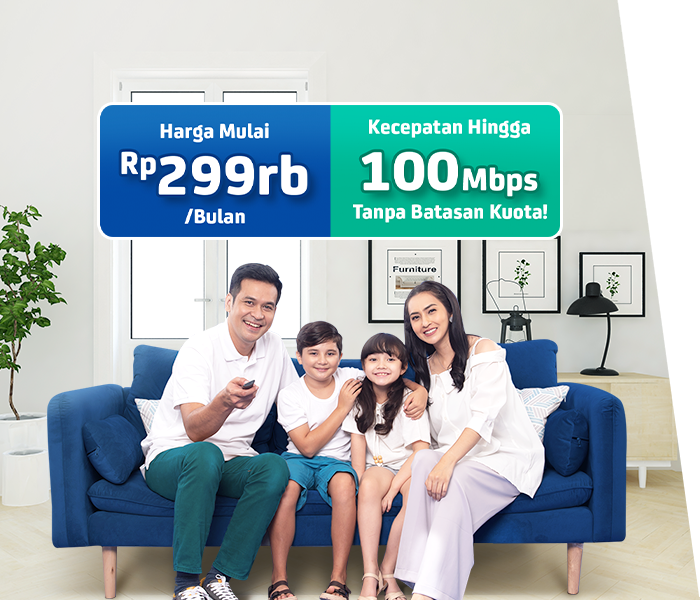 Harga Mulai
Rp299rb
/Bulan
Kecepatan Hingga
100Mbps
Tanpa Batasan Kuota!
Furniture